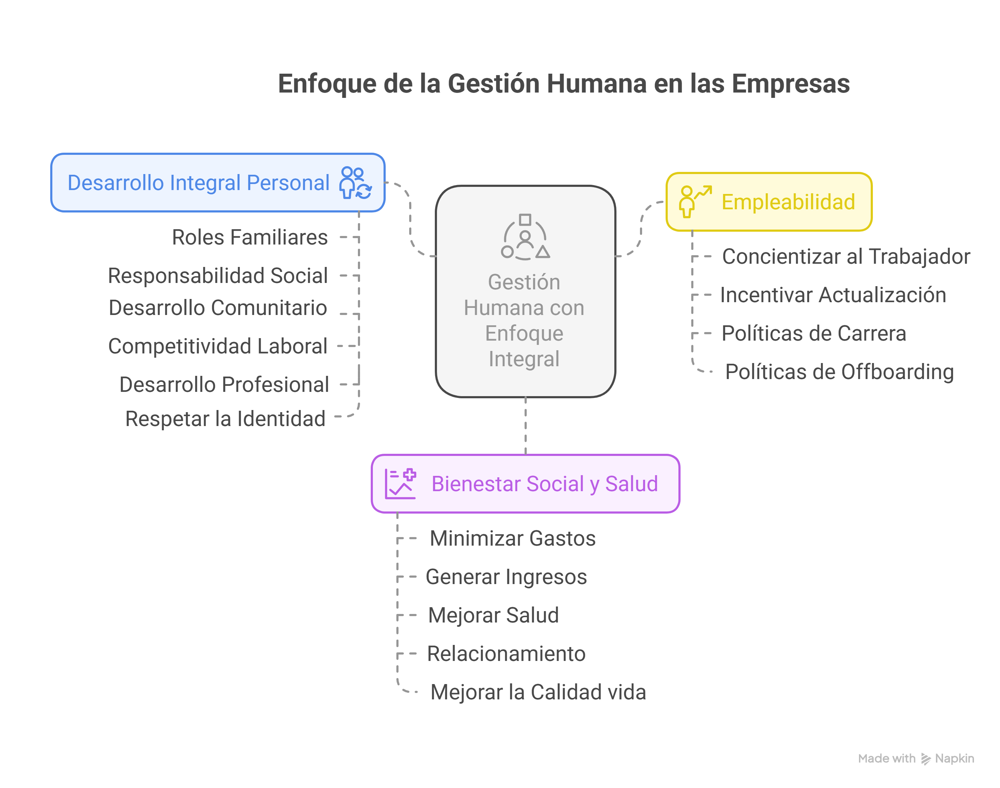 Enfoque de la Gestión Humana en las Empresas
Desarrollo Integral Personal
Roles Familiares
Responsabilidad Social
Desarrollo Comunitario
Competitividad Laboral
Desarrollo Profesional
Respetar la Identidad
Gestión
Humana con
Enfoque
Integral
Empleabilidad
Concientizar al Trabajador
Incentivar Actualización
Políticas de Carrera
Políticas de Offboarding
Bienestar Social y Salud
Minimizar Gastos
Generar Ingresos
Mejorar Salud
Relacionamiento
Mejorar la Calidad vida
Made with Napkin